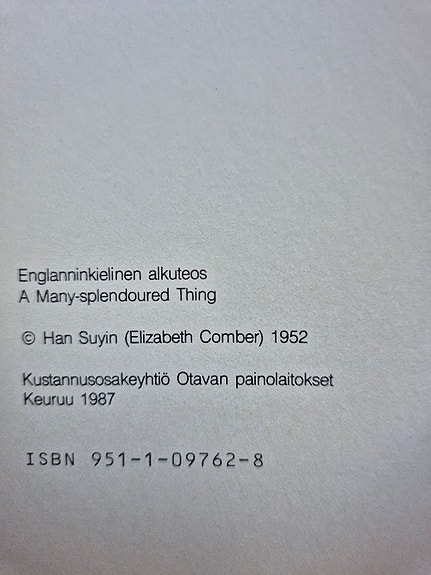 Englanninkielinen alkuteos
A Many-splendoured Thing
© Han Suyin (Elizabeth Comber) 1952
Kustannusosakeyhtiö Otavan painolaitokset
Keuruu 1987
ISBN 951-1-09762-8